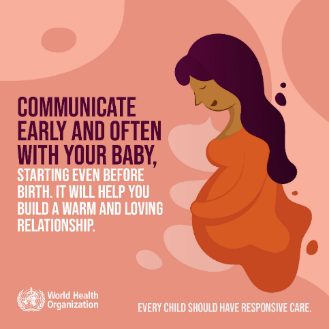 COMMUNICATE
EARLY AND OFTEN
WITH YOUR BABY,
STARTING EVEN BEFORE
BIRTH. IT WILL HELP YOU
BUILD A WARM AND LOVING
RELATIONSHIP.
World Health
Organization
EVERY CHILD SHOULD HAVE RESPONSIVE CARE.